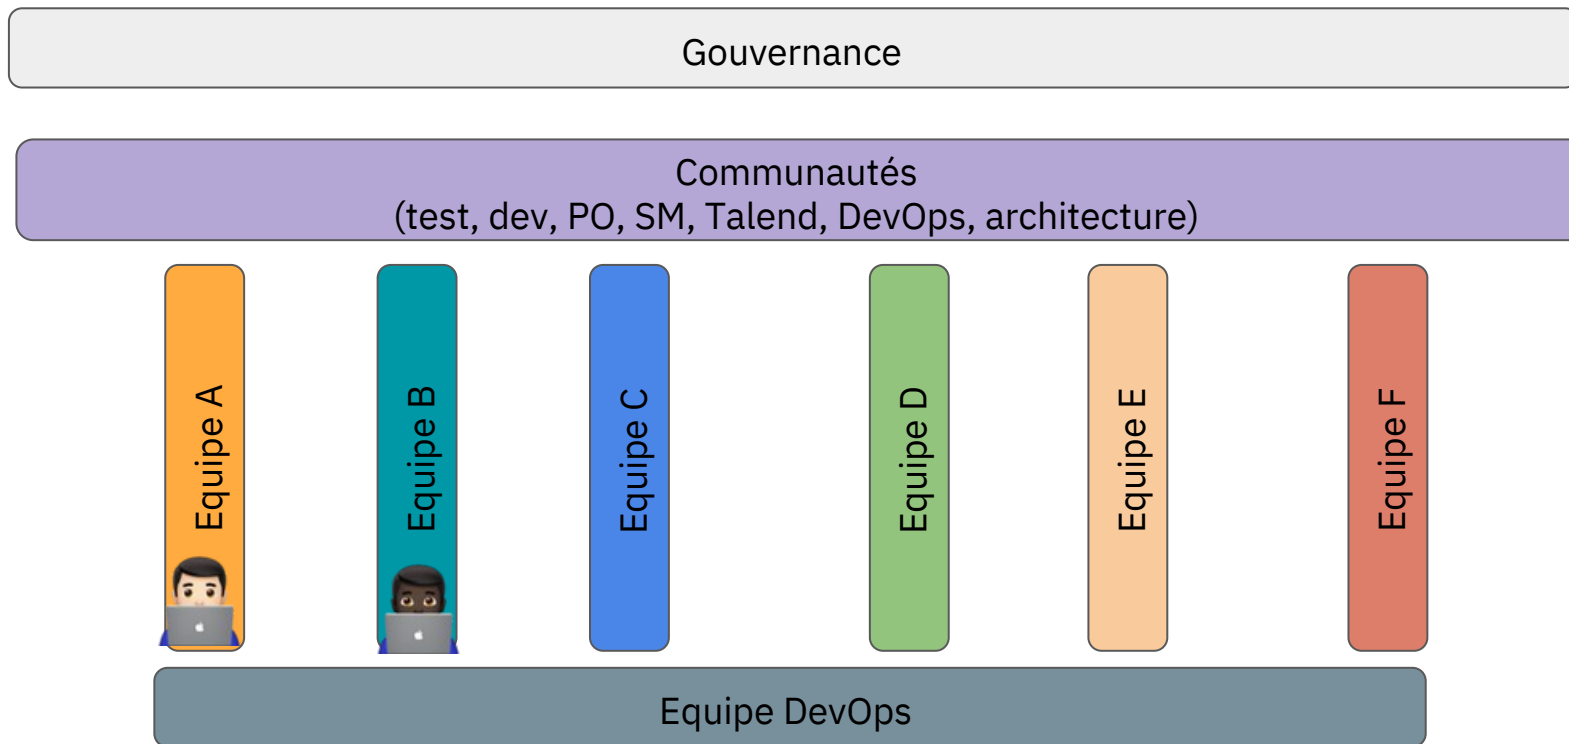 Gouvernance
Communautés
(test, dev, PO, SM, Talend, DevOps, architecture)
Equipe A
Equipe B
Equipe C
Equipe D
Equipe E
Equipe F
Equipe DevOps